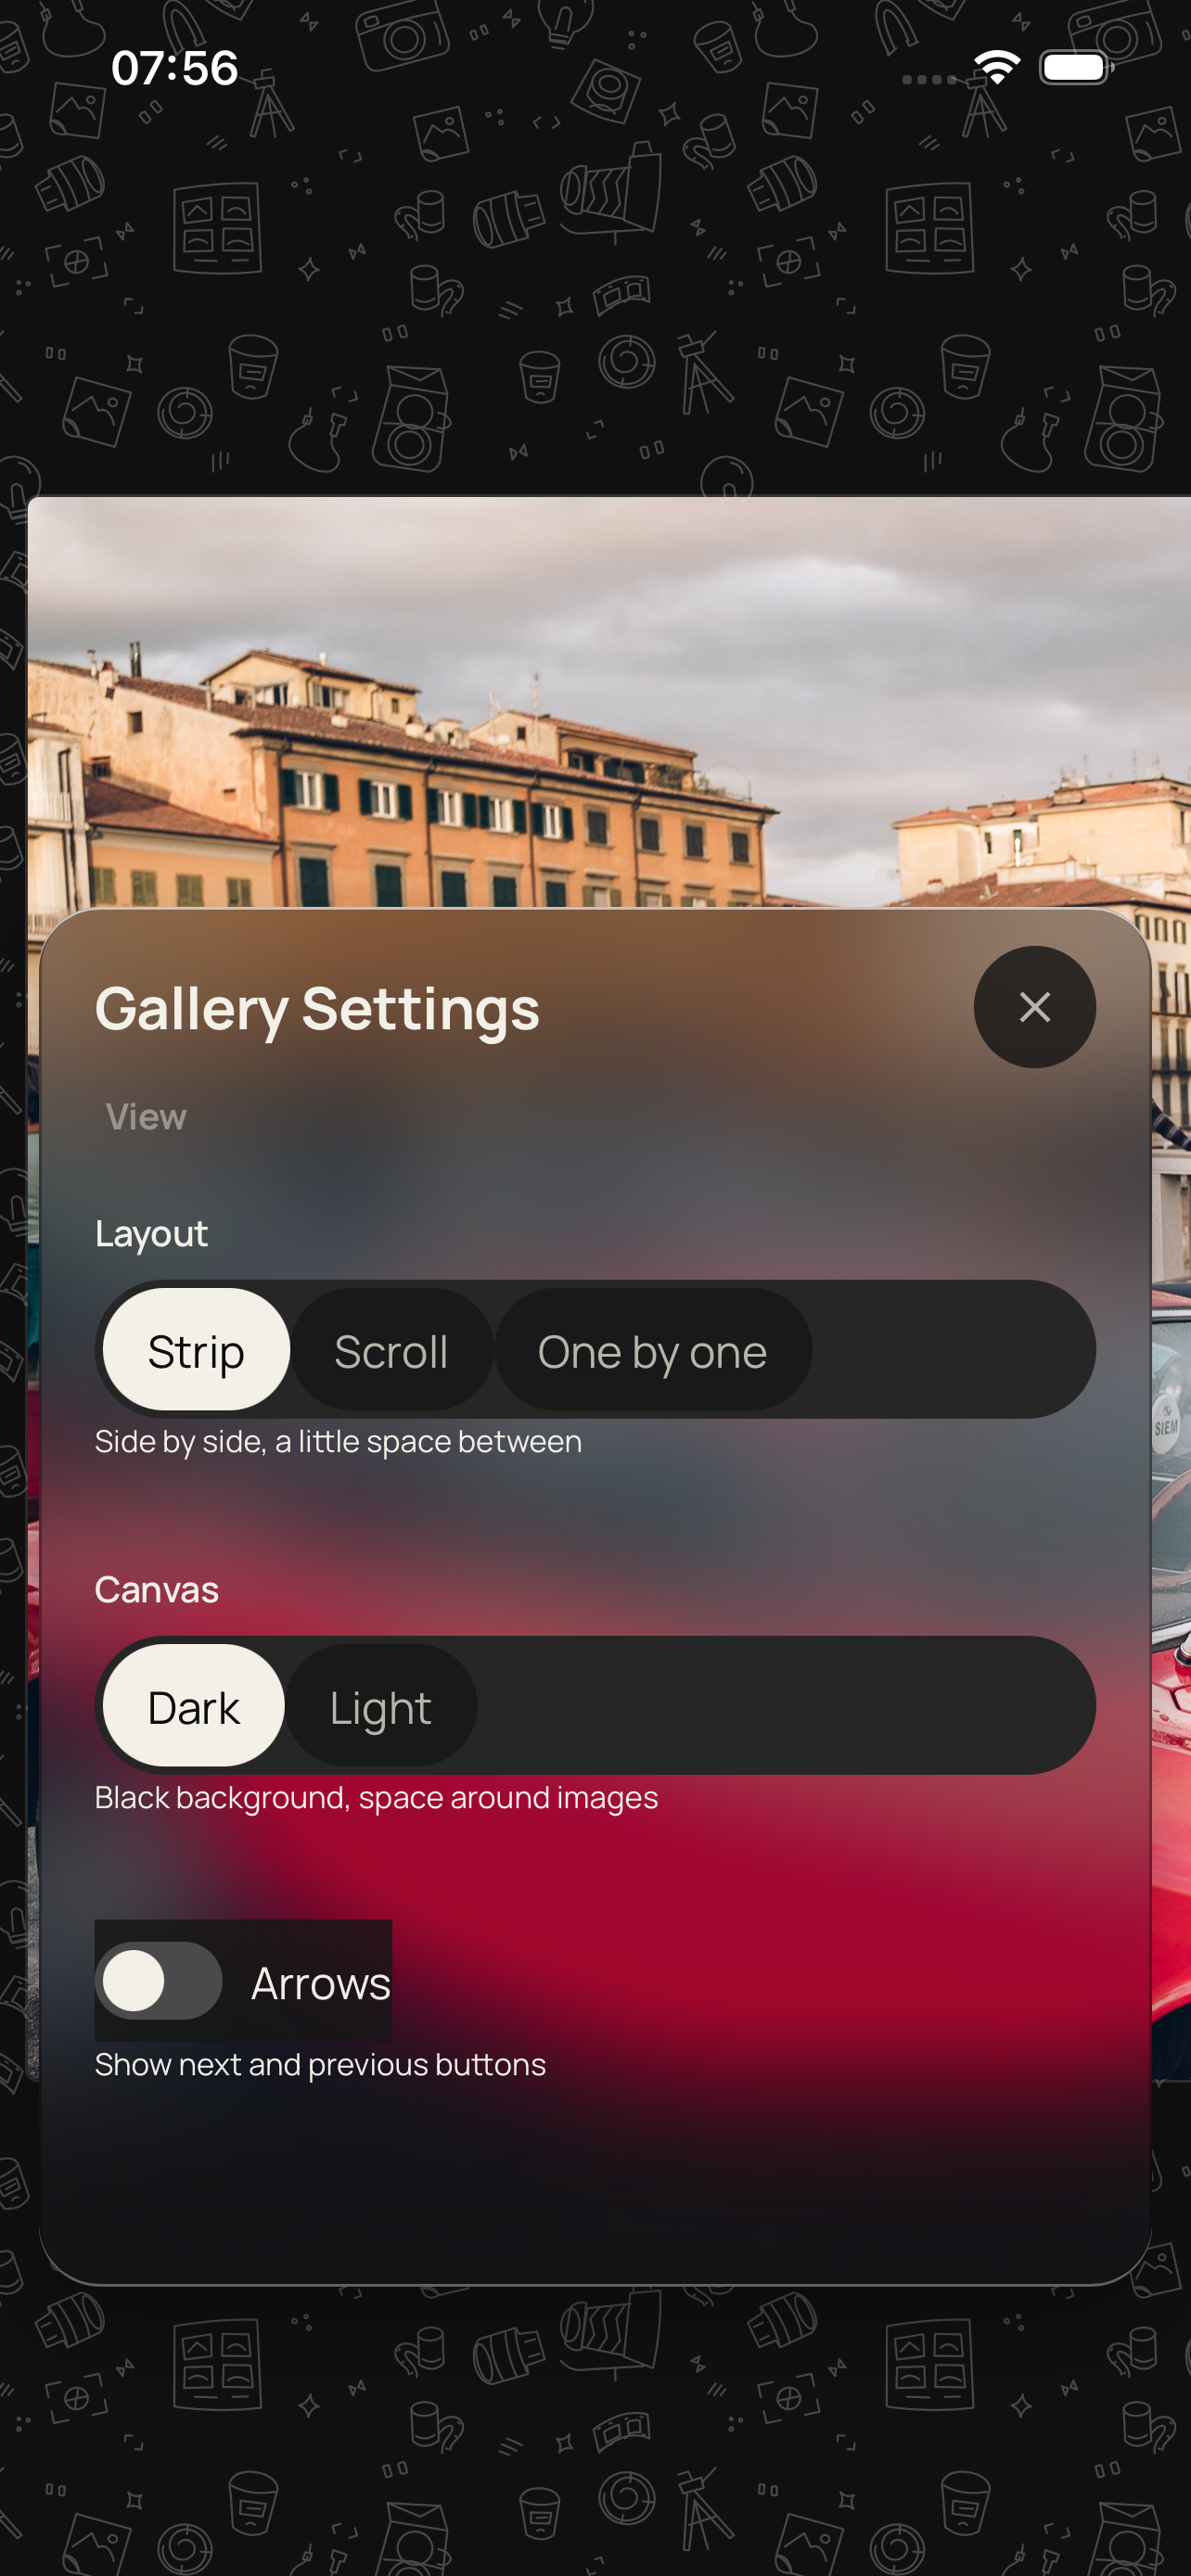 07:56
Gallery Settings
View
Layout
Strip Scroll One by one
Side by side, a little space between
SIEM
Canvas
Dark Light
Black background, space around images
Arrows
Show next and previous buttons